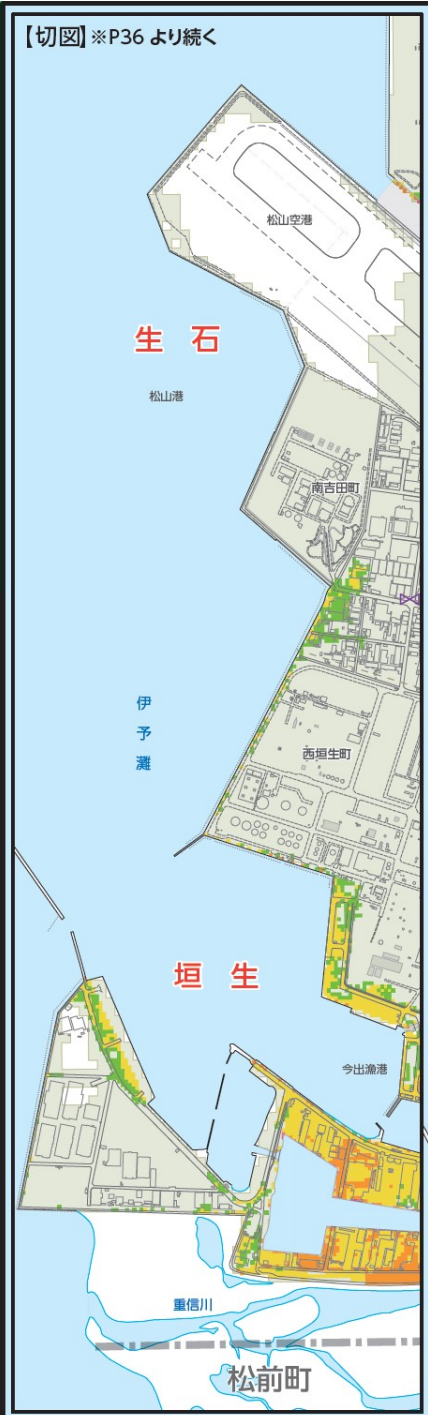 【切図】※P36 より続く
松山空港
生石
松山港
南吉田町
伊予灘
西垣生町
垣生
今出漁港
重信川
松前町